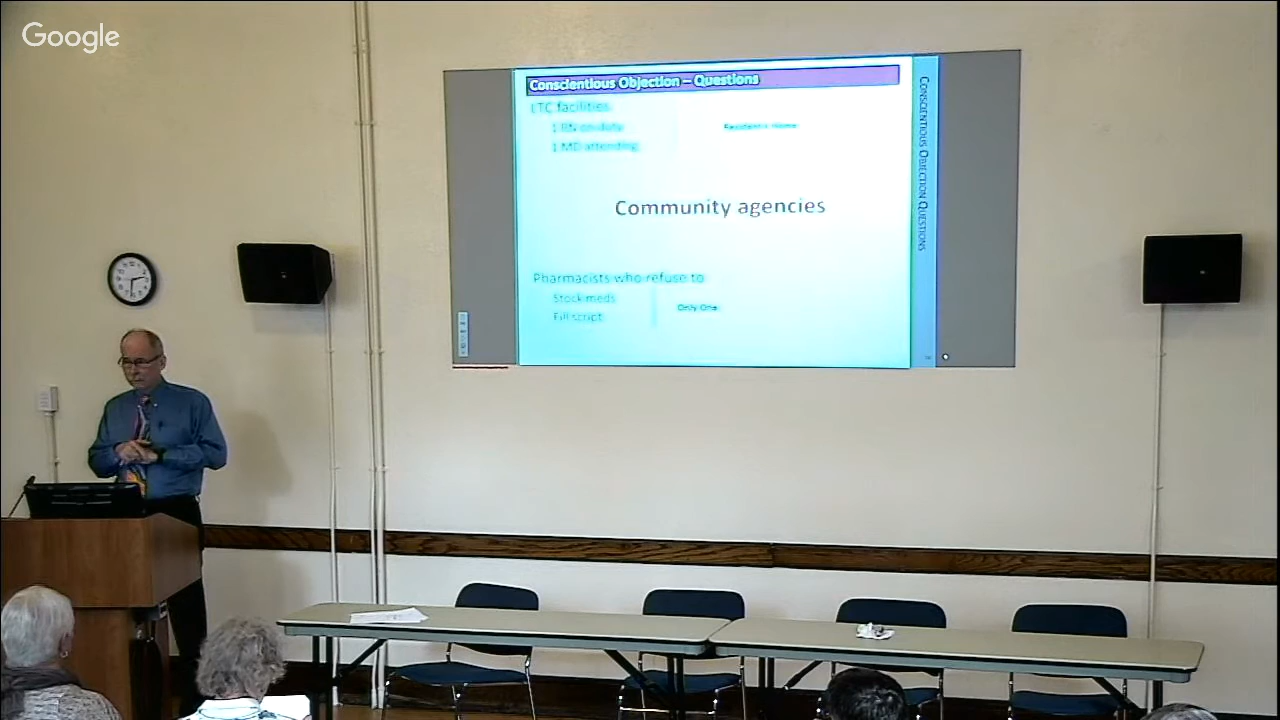 Google
Conscientious Objection – Questions
LTC facilities
1 RN on duty
1 MD attending
Resident's Home
Community agencies
Pharmacists who refuse to
Stock meds
Fill script
Only One
Conscientious Objection Questions